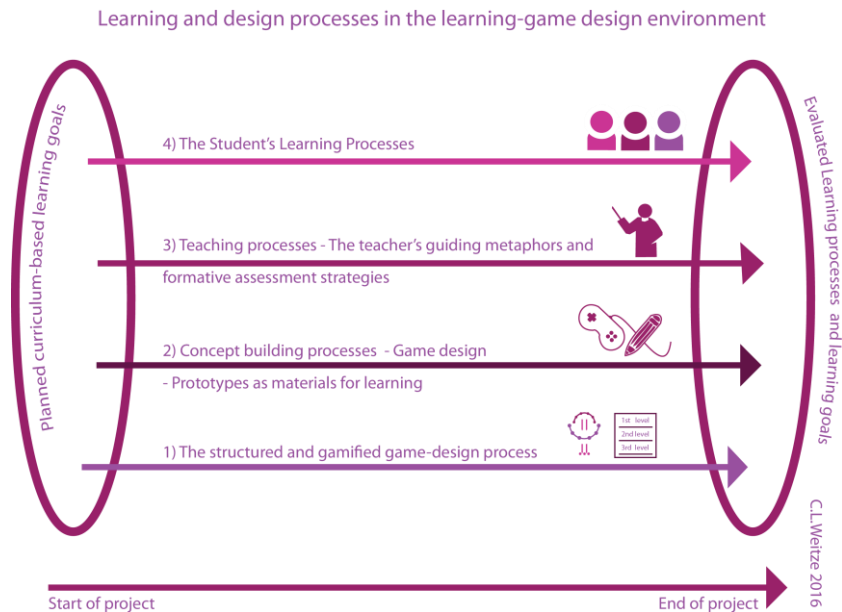 Learning and design processes in the learning-game design environment
Planned curriculum-based learning goals
4) The Student's Learning Processes
3) Teaching processes - The teacher's guiding metaphors and
formative assessment strategies
2) Concept building processes - Game design
- Prototypes as materials for learning
1) The structured and gamified game-design process
1st level
2nd level
3rd level
Evaluated Learning processes and learning goals
C.L.Weitze 2016
Start of project
End of project